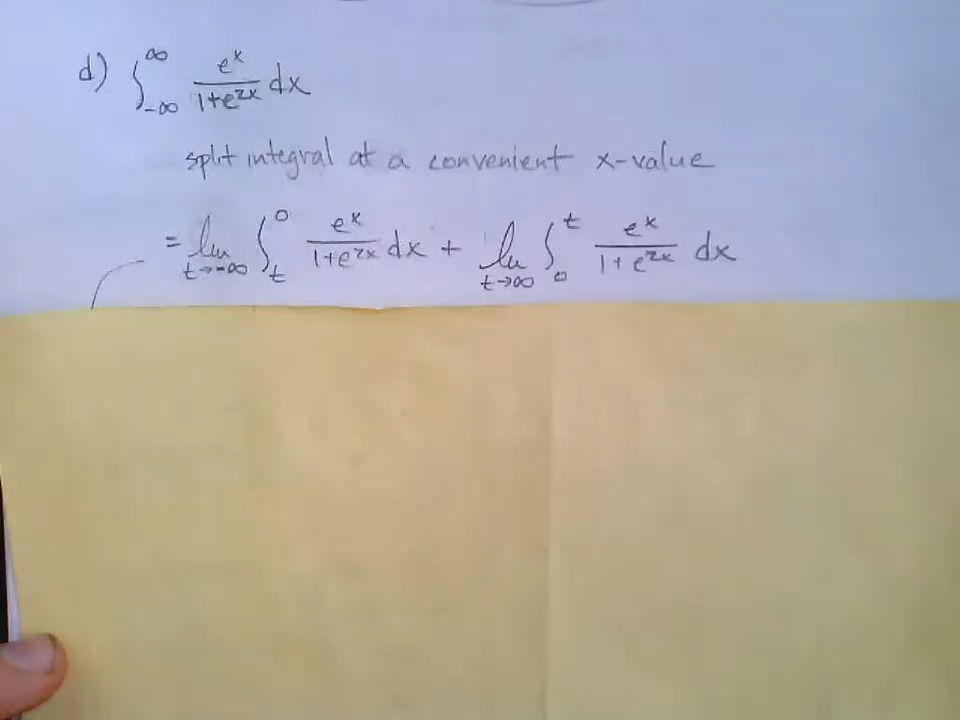 d) ∫_{-∞}^{∞} e^x/(1+e^{2x}) dx
split integral at a convenient x-value
= lim_{t→-∞} ∫_t^0 e^x/(1+e^{2x}) dx + lim_{t→∞} ∫_0^t e^x/(1+e^{2x}) dx